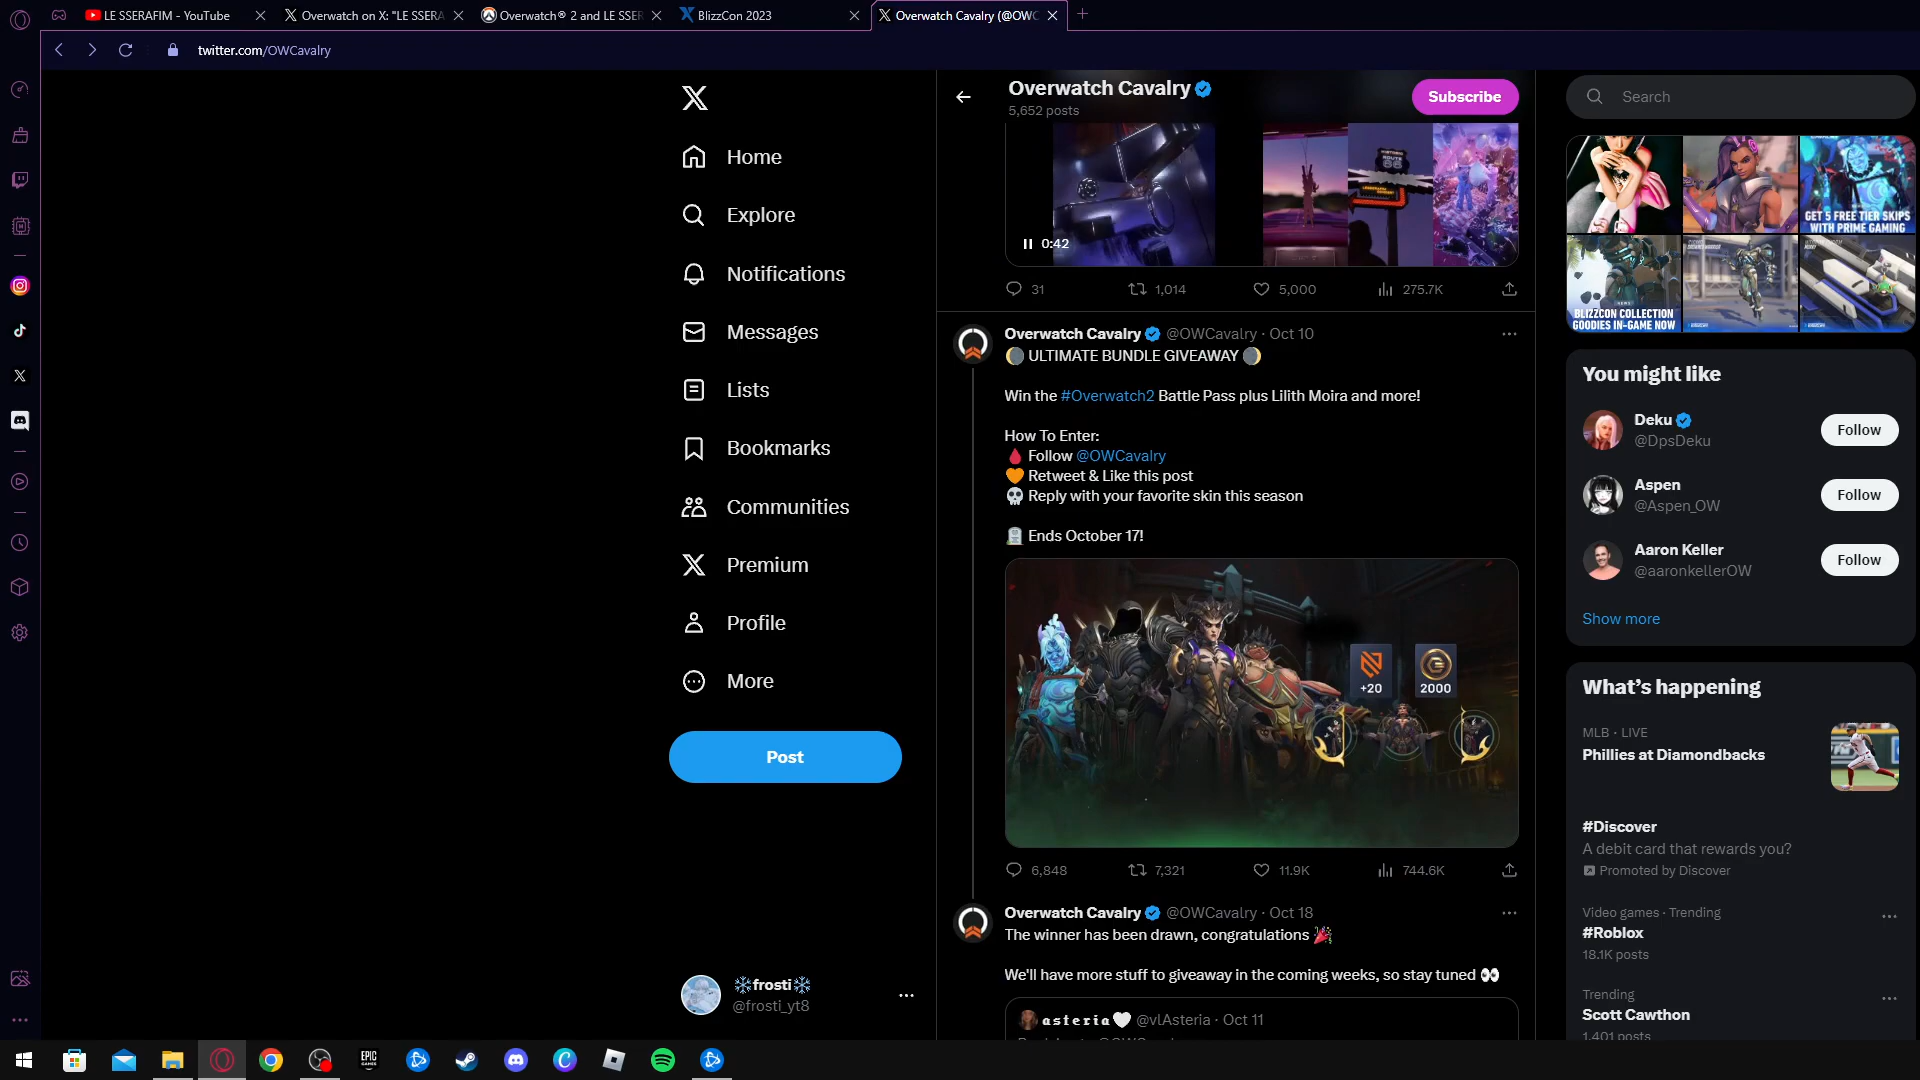 LE SSERAFIM - YouTube
Overwatch on X: "LE SSERA
Overwatch® 2 and LE SSER
BlizzCon 2023
Overwatch Cavalry (@OWC
twitter.com/OWCavalry
Home
Explore
Notifications
Messages
Lists
Bookmarks
Communities
Premium
Profile
More
Post
❄️frosti❄️
@frosti_yt8
Overwatch Cavalry
5,652 posts
Subscribe
ROUTE
66
0:42
31
1,014
5,000
275.7K
Overwatch Cavalry @OWCavalry · Oct 10
🌘 ULTIMATE BUNDLE GIVEAWAY 🌒
Win the #Overwatch2 Battle Pass plus Lilith Moira and more!
How To Enter:
🩸 Follow @OWCavalry
🧡 Retweet & Like this post
💀 Reply with your favorite skin this season
🪦 Ends October 17!
+20
2000
6,848
7,321
11.9K
744.6K
Overwatch Cavalry @OWCavalry · Oct 18
The winner has been drawn, congratulations 🎉
We'll have more stuff to giveaway in the coming weeks, so stay tuned 👀
𝖆𝖘𝖙𝖊𝖗𝖎𝖆🤍 @vlAsteria · Oct 11
Search
GET 5 FREE TIER SKIPS
WITH PRIME GAMING
NEWS
BLIZZCON COLLECTION
GOODIES IN-GAME NOW
You might like
Deku
@DpsDeku
Follow
Aspen
@Aspen_OW
Follow
Aaron Keller
@aaronkellerOW
Follow
Show more
What's happening
MLB · LIVE
Phillies at Diamondbacks
#Discover
A debit card that rewards you?
Promoted by Discover
Video games · Trending
#Roblox
18.1K posts
Trending
Scott Cawthon
1,401 posts
EPIC
GAMES